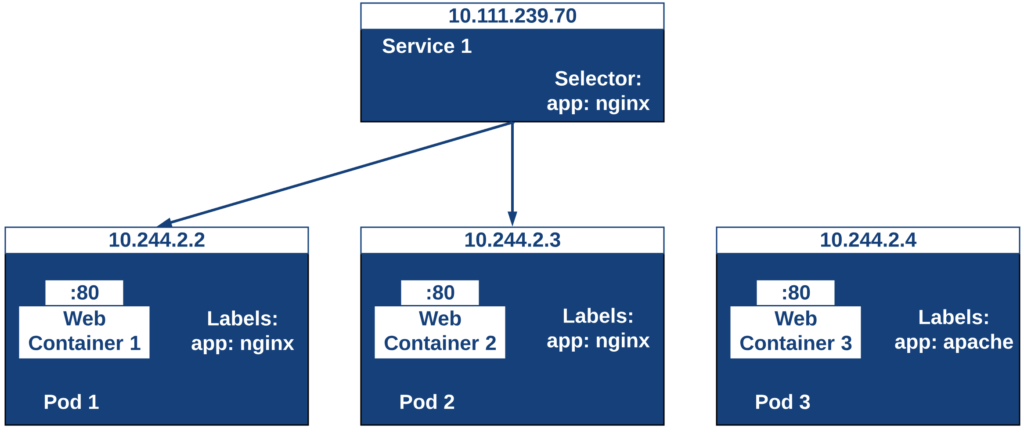 10.111.239.70
Service 1
Selector:
app: nginx
10.244.2.2
:80
Web
Container 1
Labels:
app: nginx
Pod 1
10.244.2.3
:80
Web
Container 2
Labels:
app: nginx
Pod 2
10.244.2.4
:80
Web
Container 3
Labels:
app: apache
Pod 3